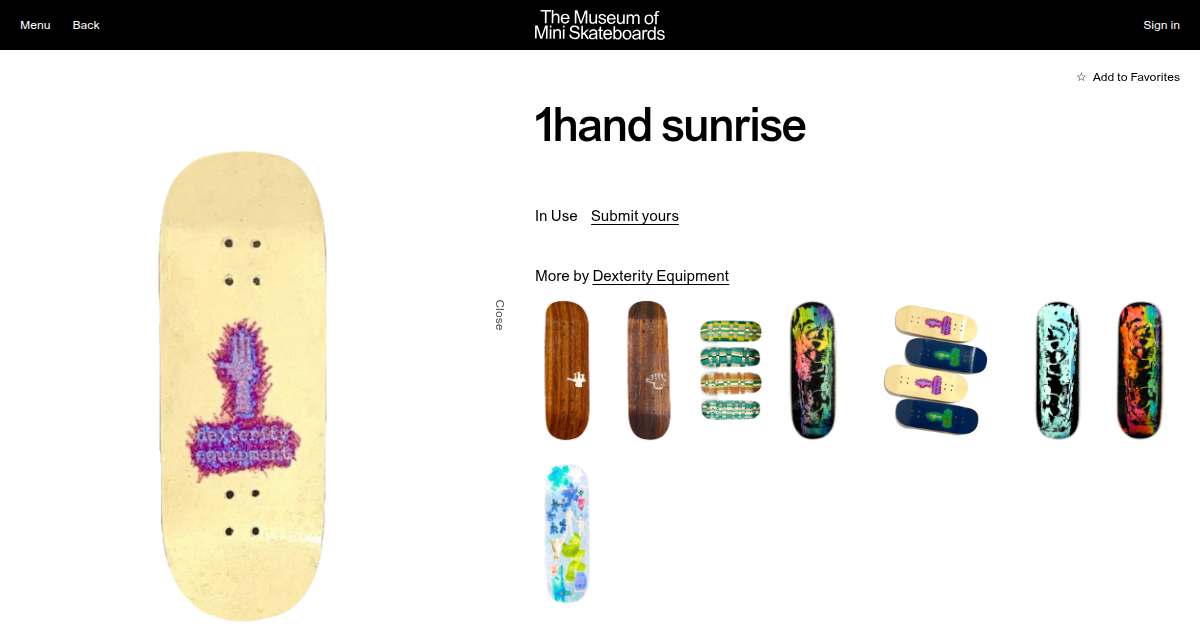 Menu
Back
The Museum of
Mini Skateboards
Sign in
☆ Add to Favorites
1hand sunrise
In Use Submit yours
More by Dexterity Equipment
Close
dexterity
equipment